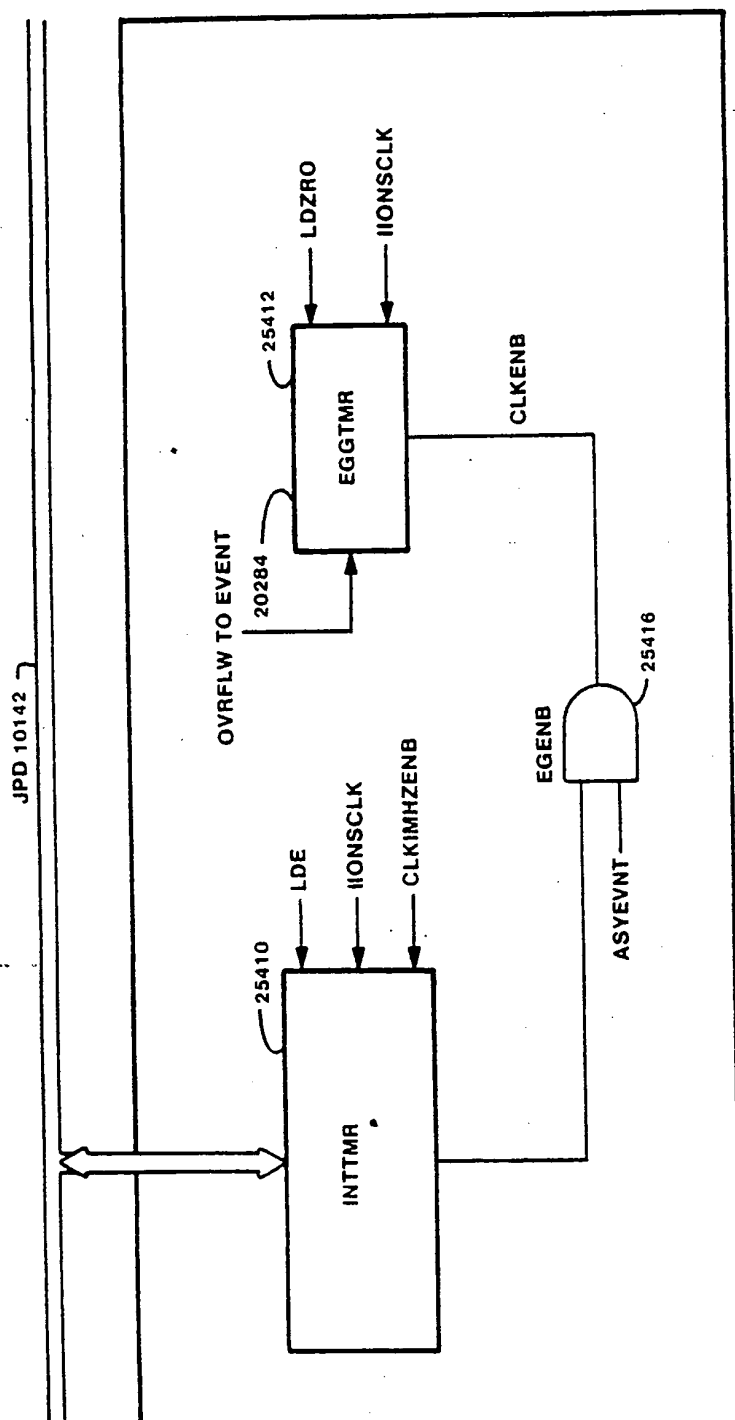 JPD 10142
OVRFLW TO EVENT
20284
25412
LDZRO
EGGTMR
IIONSCLK
CLKENB
25410
LDE
IIONSCLK
CLKIMHZENB
INTTMR
EGENB
ASYEVNT
25416